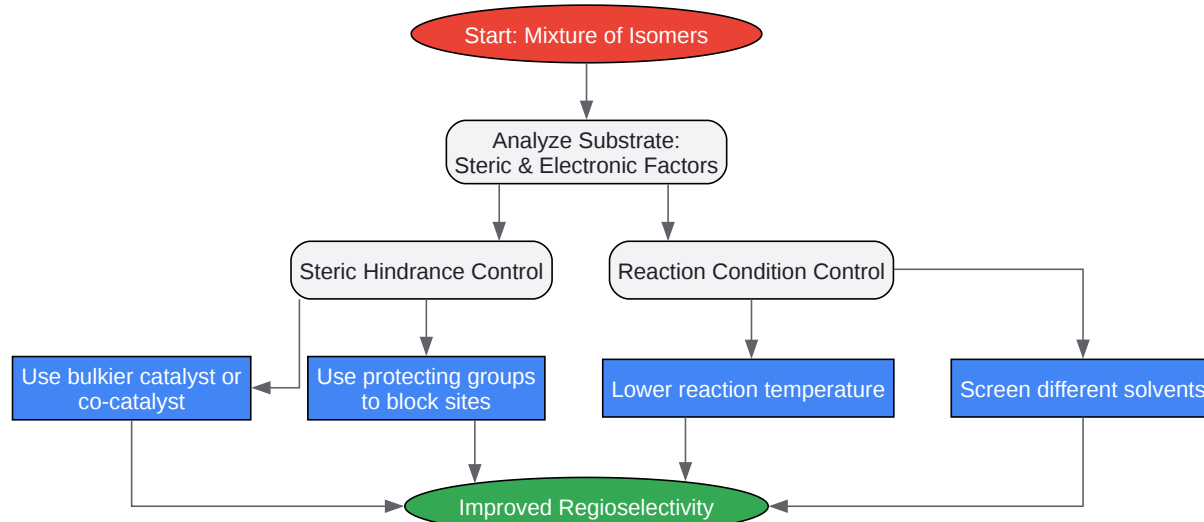 Start: Mixture of Isomers
Analyze Substrate:
Steric & Electronic Factors
Steric Hindrance Control
Reaction Condition Control
Use bulkier catalyst or
co-catalyst
Use protecting groups
to block sites
Lower reaction temperature
Screen different solvents
Improved Regioselectivity